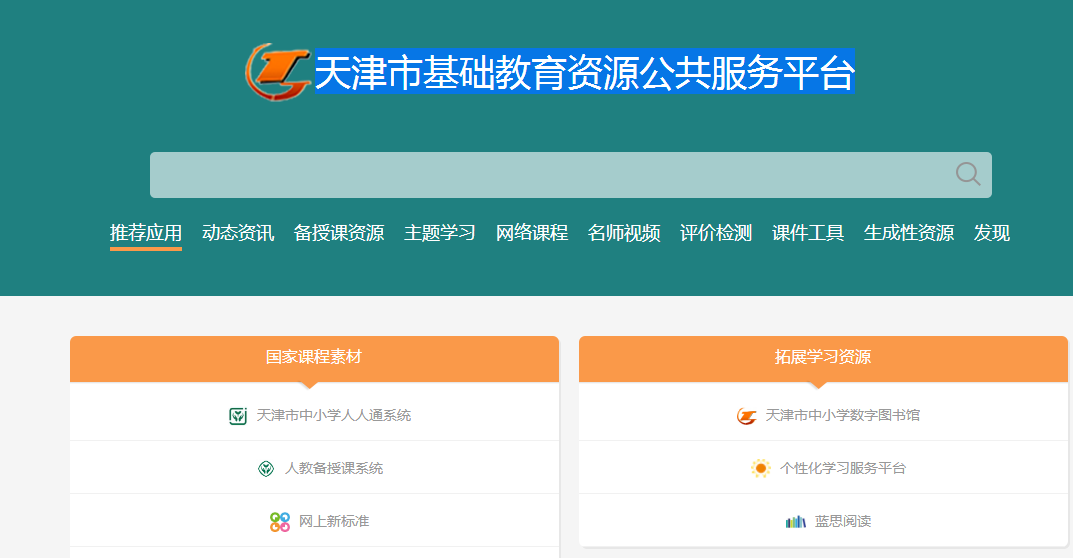 天津市基础教育资源公共服务平台
推荐应用 动态资讯 备授课资源 主题学习 网络课程 名师视频 评价检测 课件工具 生成性资源 发现
国家课程素材
天津市中小学人人通系统
人教备授课系统
网上新标准
拓展学习资源
天津市中小学数字图书馆
个性化学习服务平台
蓝思阅读